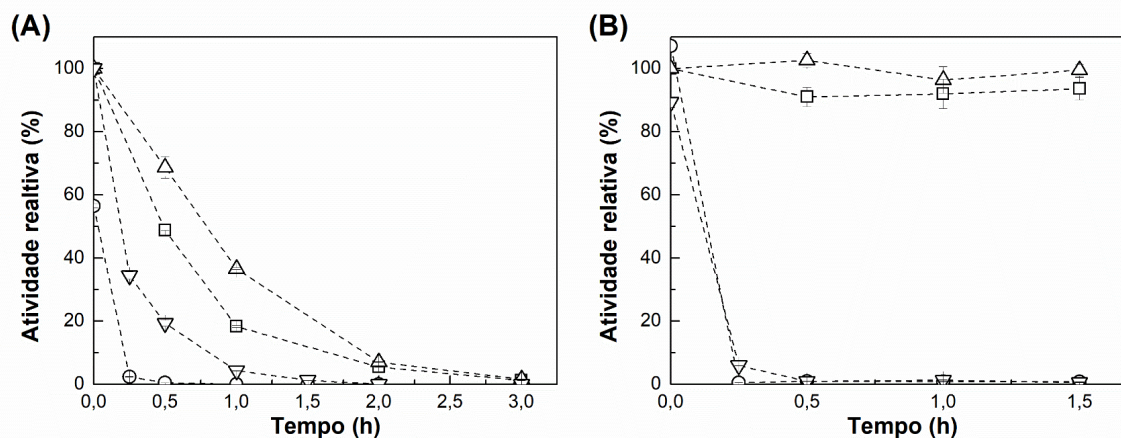 (A)
Atividade realtiva (%)
100
80
60
40
20
0
0,0 0,5 1,0 1,5 2,0 2,5 3,0
Tempo (h)
(B)
Atividade relativa (%)
100
80
60
40
20
0
0,0 0,5 1,0 1,5
Tempo (h)